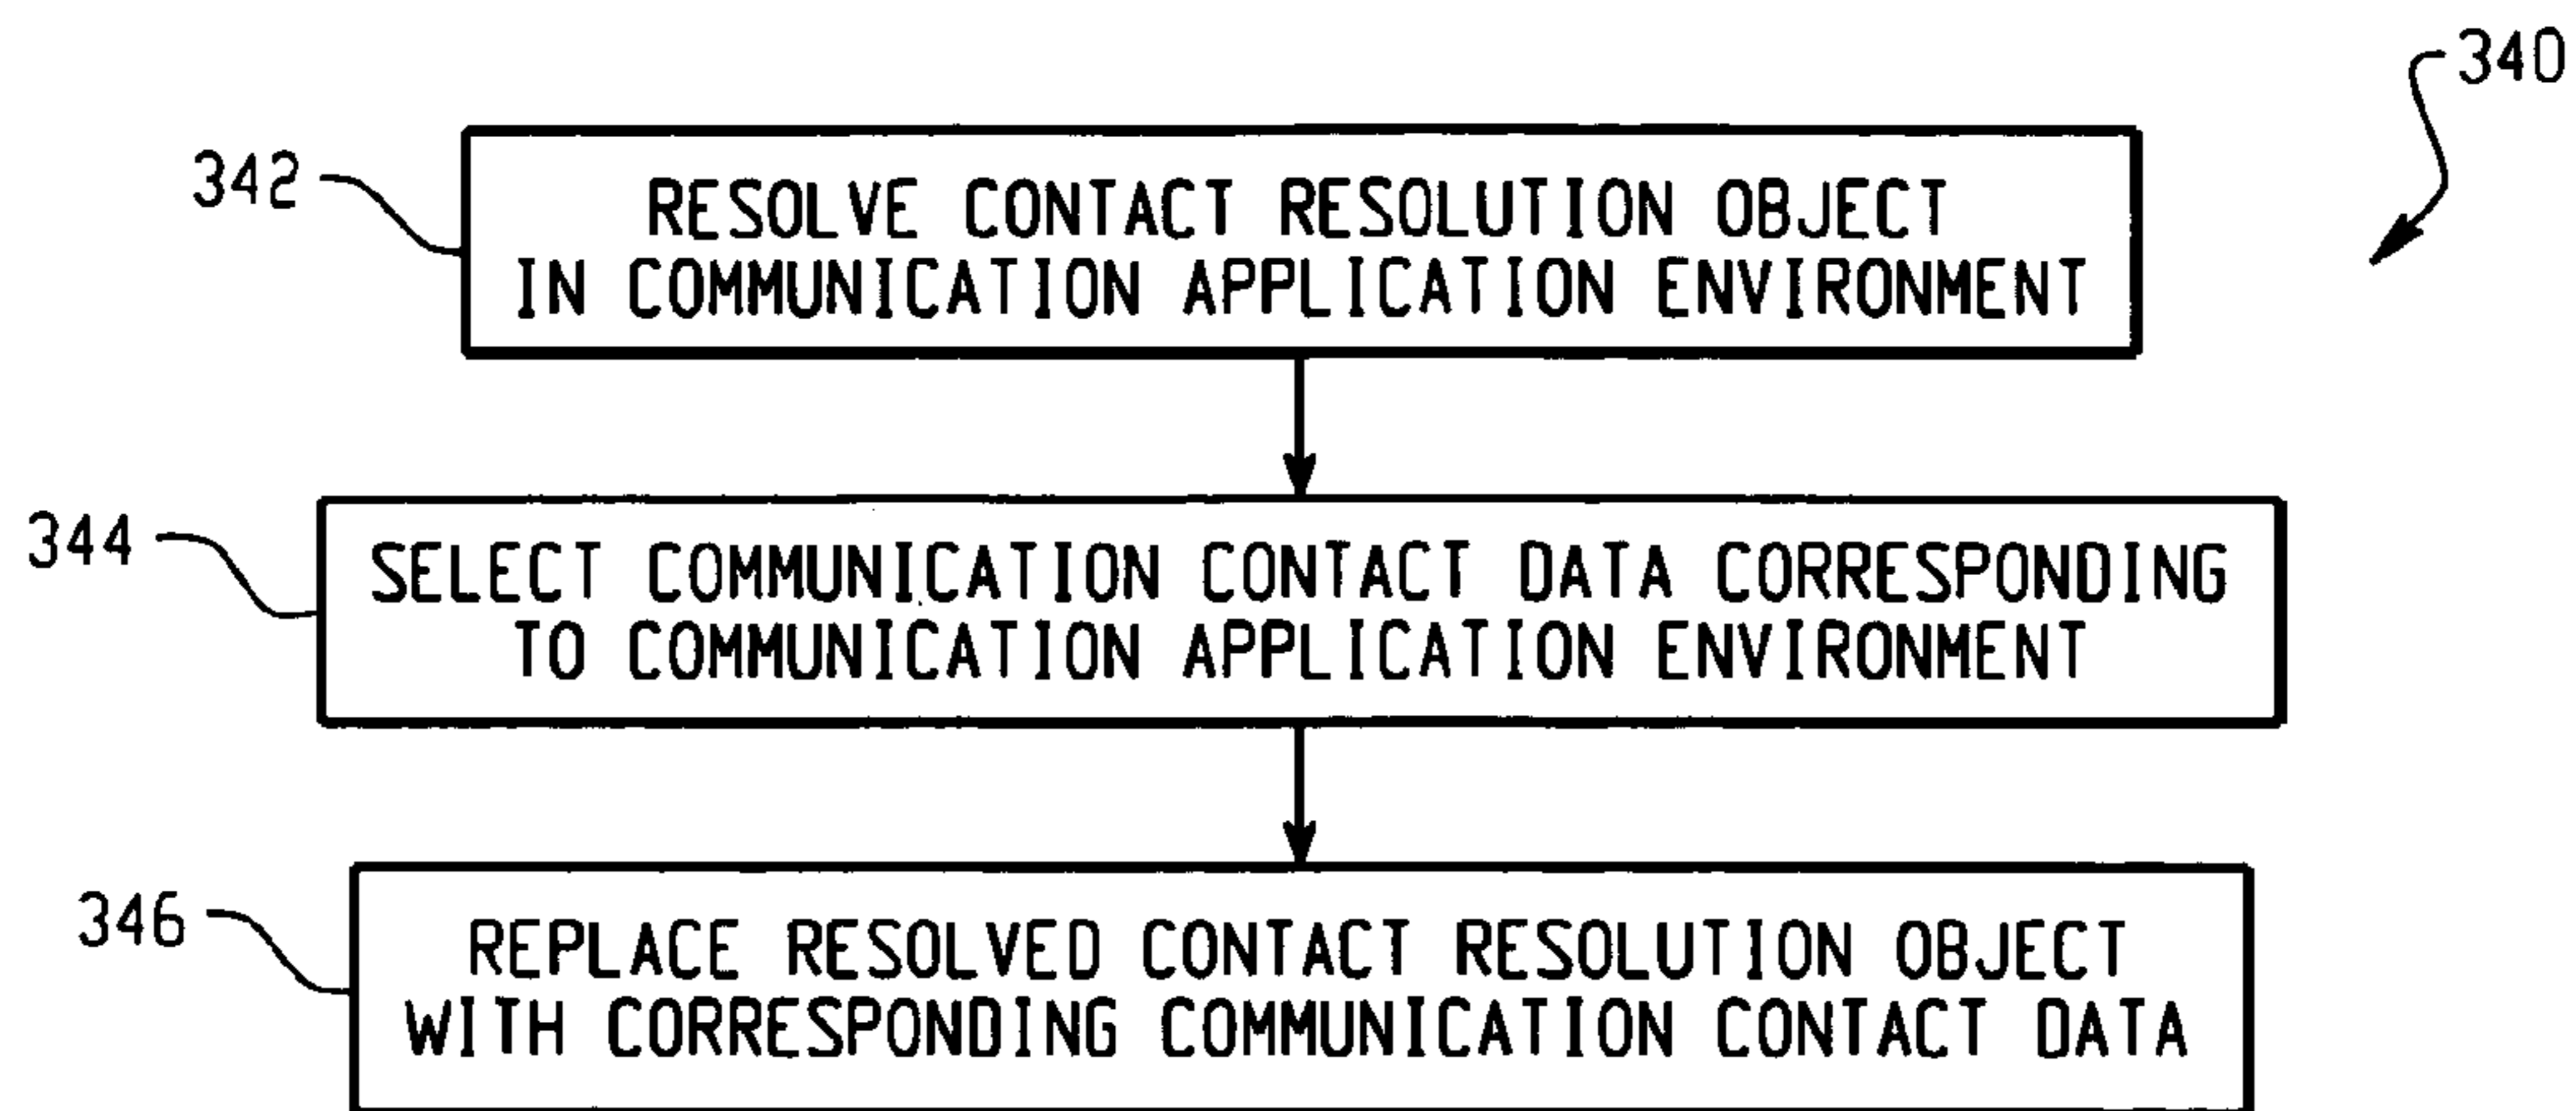 340
342
RESOLVE CONTACT RESOLUTION OBJECT
IN COMMUNICATION APPLICATION ENVIRONMENT
344
SELECT COMMUNICATION CONTACT DATA CORRESPONDING
TO COMMUNICATION APPLICATION ENVIRONMENT
346
REPLACE RESOLVED CONTACT RESOLUTION OBJECT
WITH CORRESPONDING COMMUNICATION CONTACT DATA